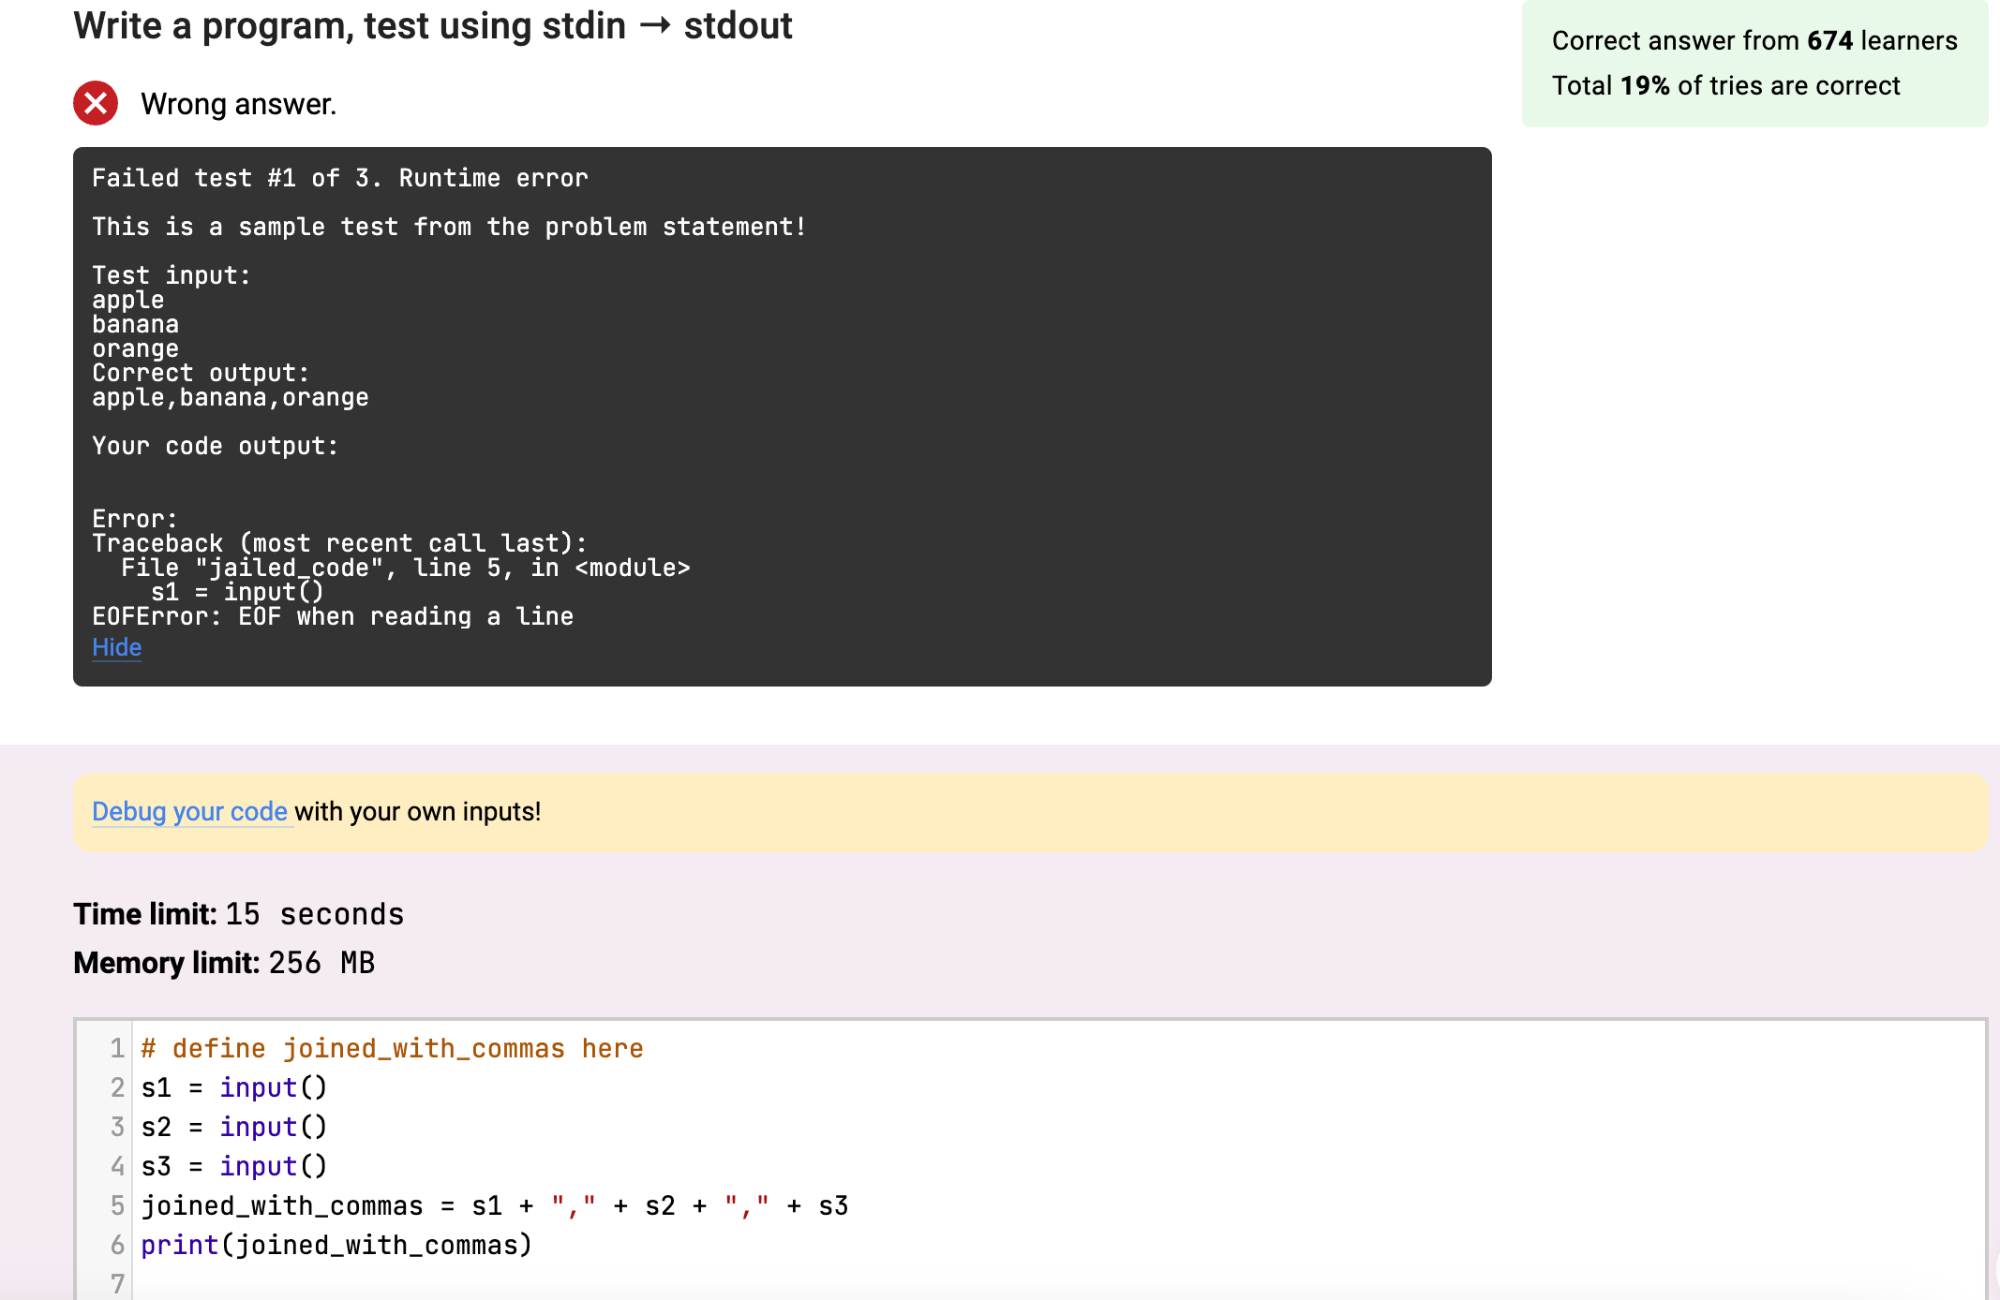 Write a program, test using stdin → stdout
Correct answer from 674 learners
Total 19% of tries are correct
Wrong answer.
Failed test #1 of 3. Runtime error
This is a sample test from the problem statement!
Test input:
apple
banana
orange
Correct output:
apple,banana,orange
Your code output:
Error:
Traceback (most recent call last):
  File "jailed_code", line 5, in <module>
    s1 = input()
EOFError: EOF when reading a line
Hide
Debug your code with your own inputs!
Time limit: 15 seconds
Memory limit: 256 MB
1 # define joined_with_commas here
2 s1 = input()
3 s2 = input()
4 s3 = input()
5 joined_with_commas = s1 + "," + s2 + "," + s3
6 print(joined_with_commas)
7